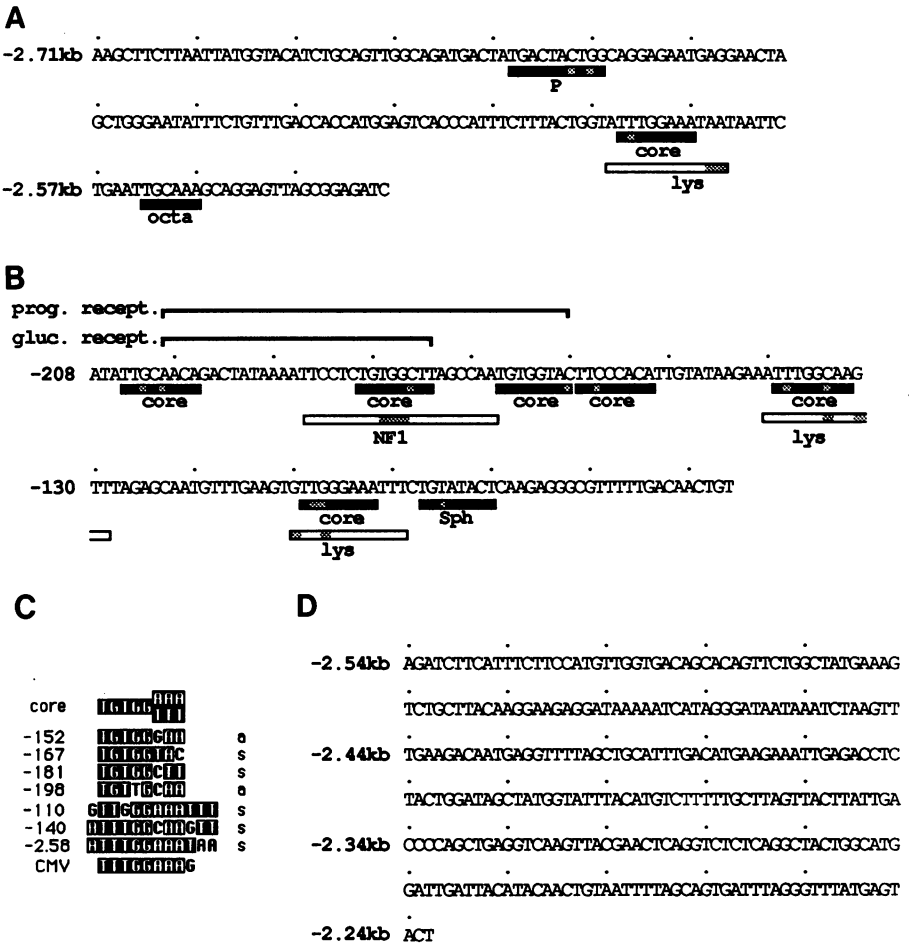 A
-2.71kb AAGCTTCTTAATTATGGTACATCTGCAGTTGGCAGATGACTATGACTACTGGCAGGAGAATGAGGAACTA
P
GCTGGGAATATTTCTGTTTGACCACCATGGAGTCACCCATTTCTTTACTGGTATTTGGAAATAATAATTC
core
lys
-2.57kb TGAATTGCAAAGCAGGAGTTAGCGGAGATC
octa
B
prog. recept.
gluc. recept.
-208 ATATTGCAACAGACTATAAAATTCCTCTGTGGCTTAGCCAATGTGGTACTTCCCACATTGTATAAGAAATTTGGCAAG
core core core core core
NF1 lys
-130 TTTAGAGCAATGTTTGAAGTGTTGGGAAATTTCTGTATACTCAAGAGGGCGTTTTTGACAACTGT
core Sph
lys
C
core TGTGGAAA
TTT
-152 TGTGGGAA a
-167 TGTGGTAC s
-181 TGTGGCTT s
-198 TGTTGCAA a
-110 GTTGGGAAATTT s
-140 ATTTGGCAAGTT s
-2.58 ATTTGGAAATAA s
CMV TTTGGAAAG
D
-2.54kb AGATCTTCATTTCTTCCATGTTGGTGACAGCACAGTTCTGGCTATGAAAG
TCTGCTTACAAGGAAGAGGATAAAAATCATAGGGATAATAAATCTAAGTT
-2.44kb TGAAGACAATGAGGTTTTAGCTGCATTTGACATGAAGAAATTGAGACCTC
TACTGGATAGCTATGGTATTTACATGTCTTTTTGCTTAGTTACTTATTGA
-2.34kb CCCCAGCTGAGGTCAAGTTACGAACTCAGGTCTCTCAGGCTACTGGCATG
GATTGATTACATACAACTGTAATTTTAGCAGTGATTTAGGGTTTATGAGT
-2.24kb ACT